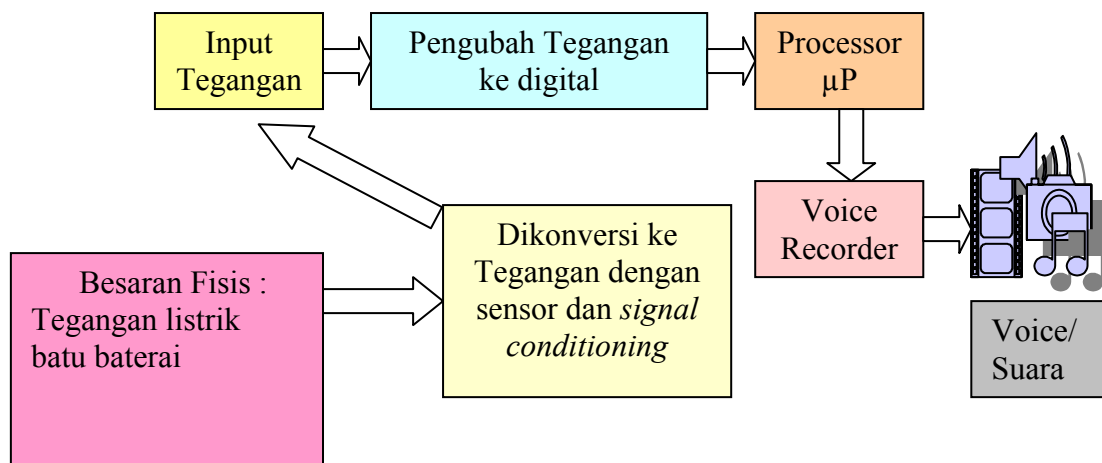 Input
Tegangan
Pengubah Tegangan
ke digital
Processor
µP
Voice
Recorder
Dikonversi ke
Tegangan dengan
sensor dan signal
conditioning
Besaran Fisis :
Tegangan listrik
batu baterai
Voice/
Suara